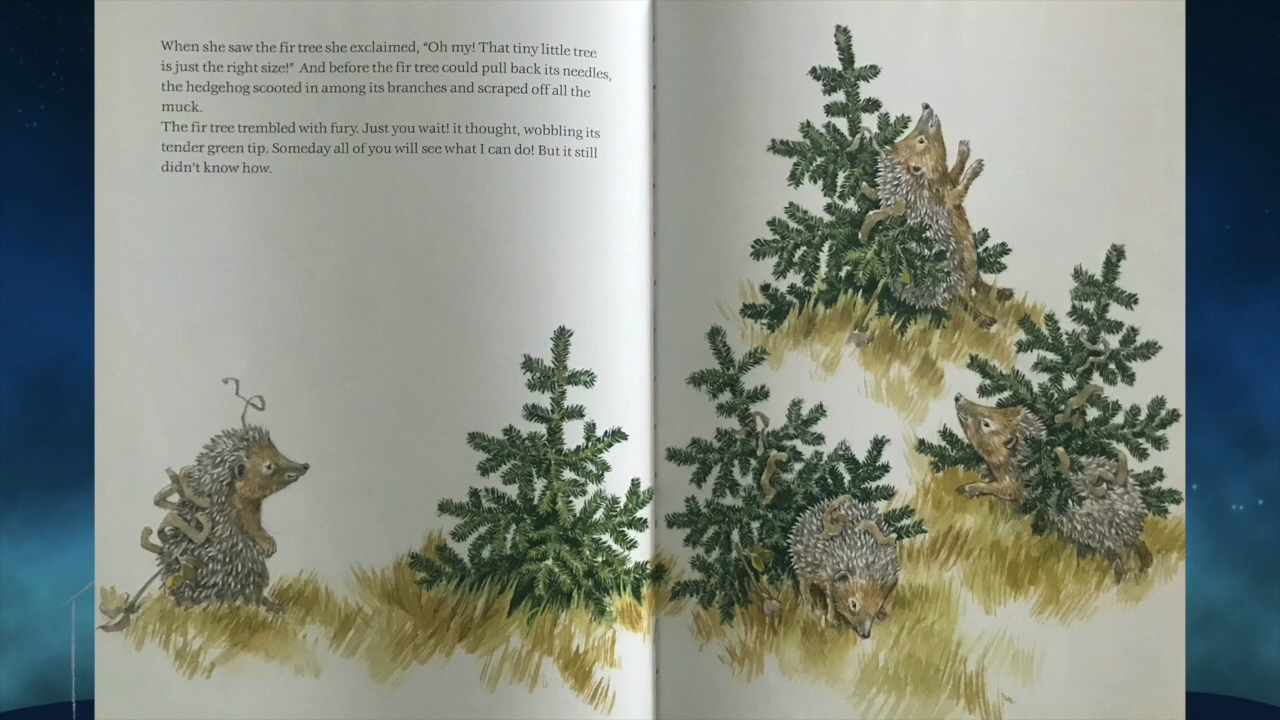 When she saw the fir tree she exclaimed, “Oh my! That tiny little tree
is just the right size!” And before the fir tree could pull back its needles,
the hedgehog scooted in among its branches and scraped off all the
muck.
The fir tree trembled with fury. Just you wait! it thought, wobbling its
tender green tip. Someday all of you will see what I can do! But it still
didn’t know how.